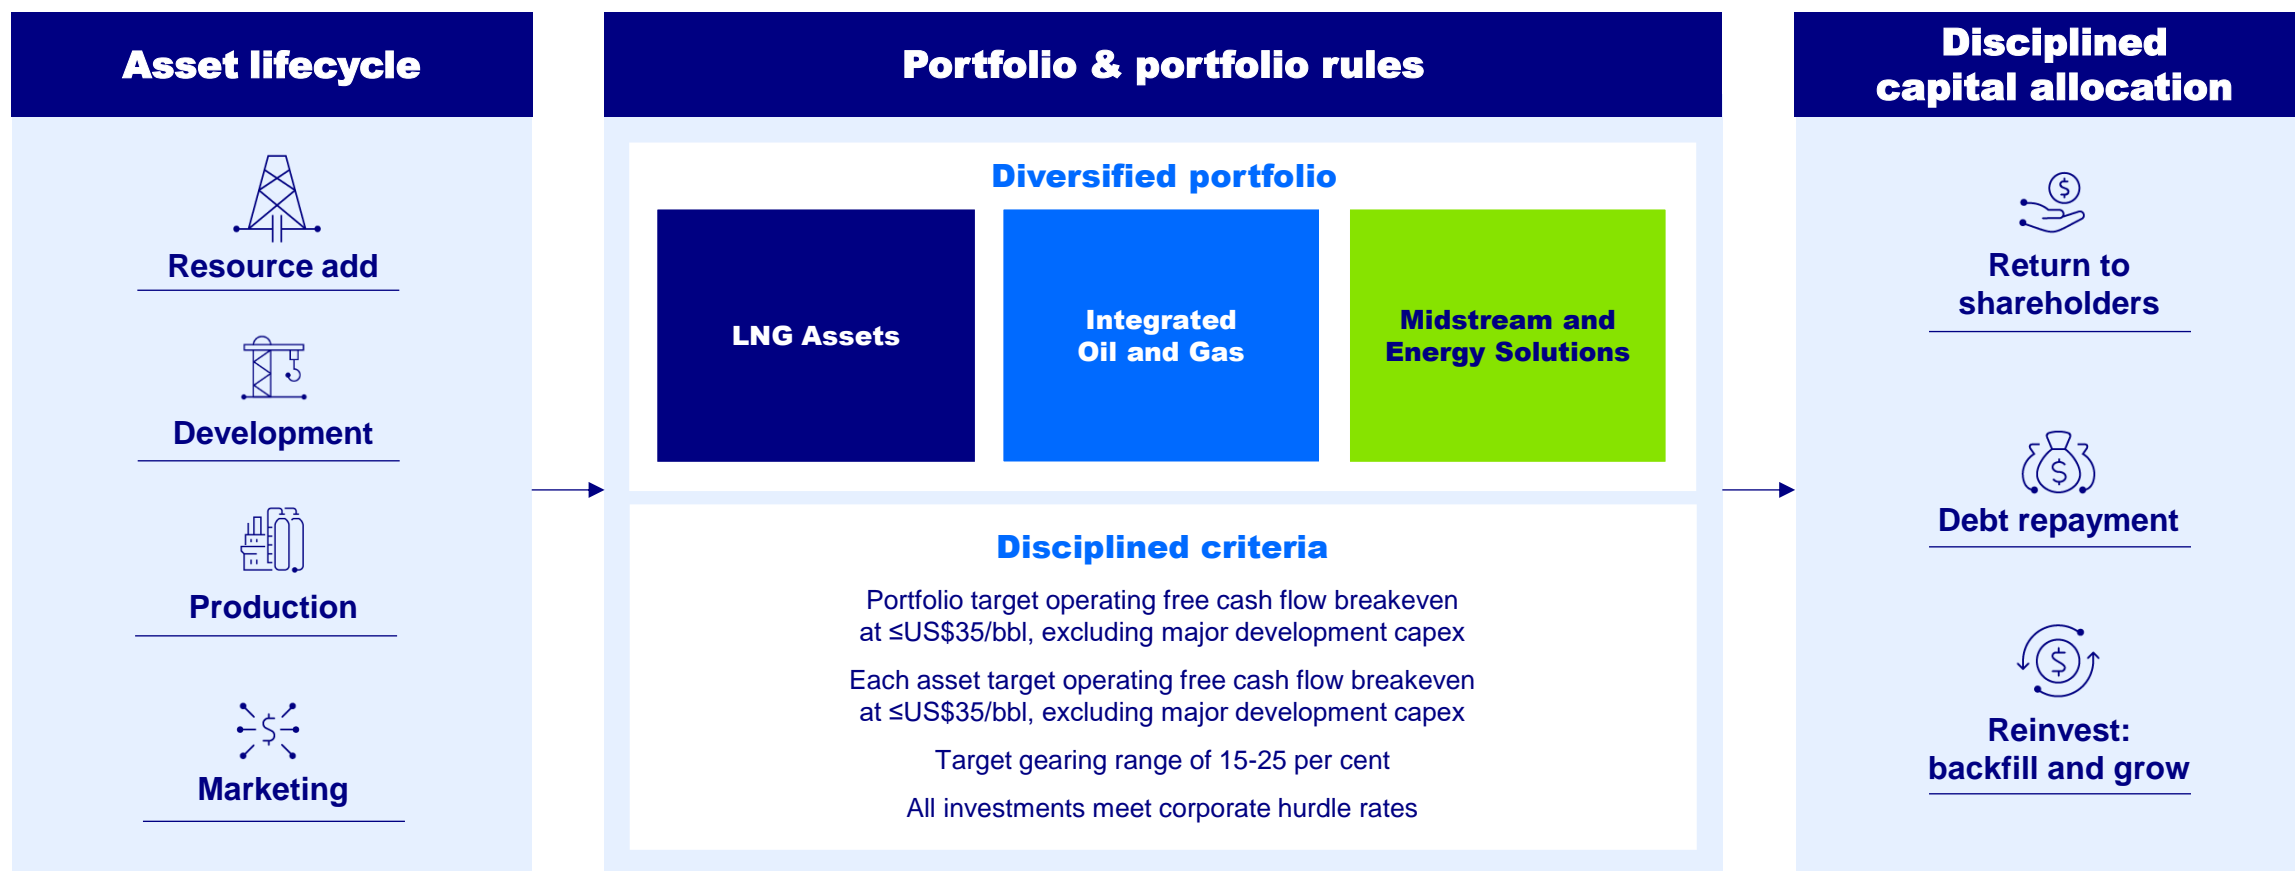 Asset lifecycle
Resource add
Development
Production
$
Marketing
Portfolio & portfolio rules
Diversified portfolio
LNG Assets
Integrated
Oil and Gas
Midstream and
Energy Solutions
Disciplined criteria
Portfolio target operating free cash flow breakeven
at ≤US$35/bbl, excluding major development capex
Each asset target operating free cash flow breakeven
at ≤US$35/bbl, excluding major development capex
Target gearing range of 15-25 per cent
All investments meet corporate hurdle rates
Disciplined
capital allocation
$
Return to
shareholders
$
Debt repayment
$
Reinvest:
backfill and grow